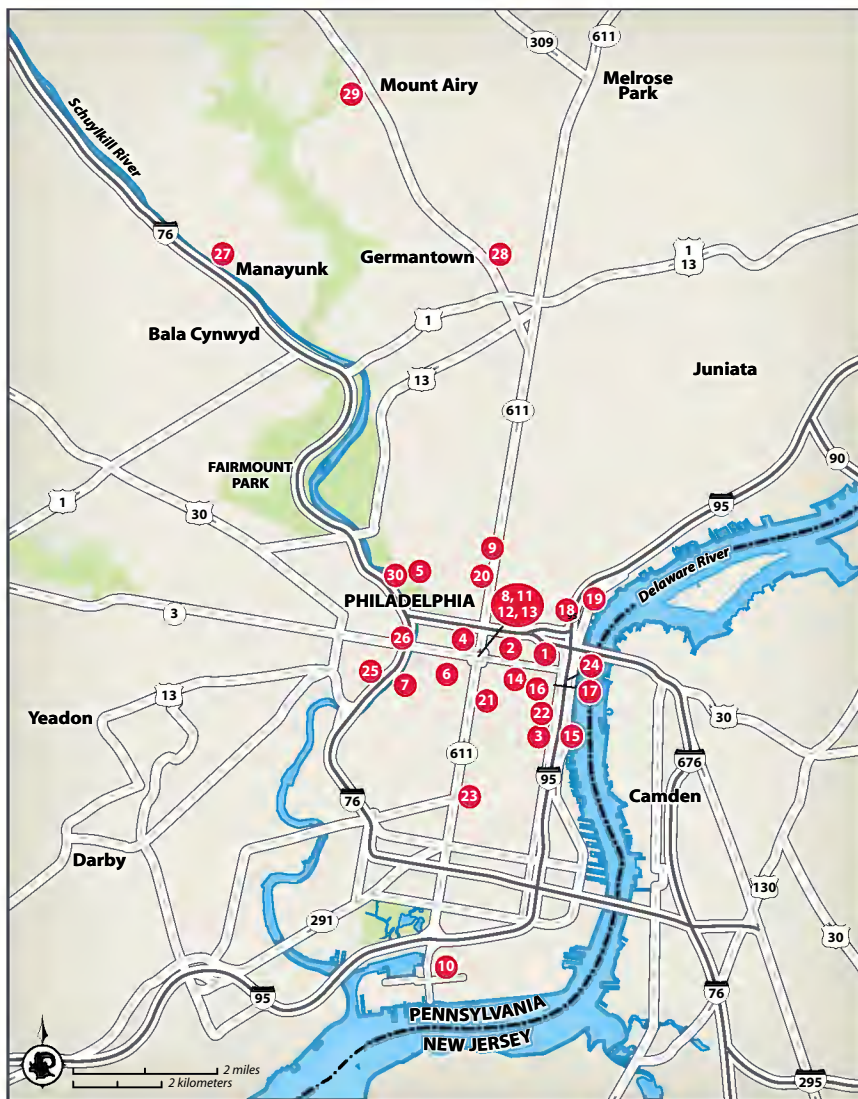 611
309
Melrose
Park
Mount Airy
29
Schuylkill River
76
27
Manayunk
Germantown
28
1
13
1
Bala Cynwyd
13
Juniata
611
90
FAIRMOUNT
PARK
1
30
95
9
Delaware River
30
5
20
8, 11
12, 13
18
19
PHILADELPHIA
3
26
4
2
1
24
25
7
6
14
16
17
21
13
Yeadon
22
3
15
30
611
95
676
76
23
Camden
Darby
130
291
30
10
95
76
PENNSYLVANIA
NEW JERSEY
2 miles
2 kilometers
295